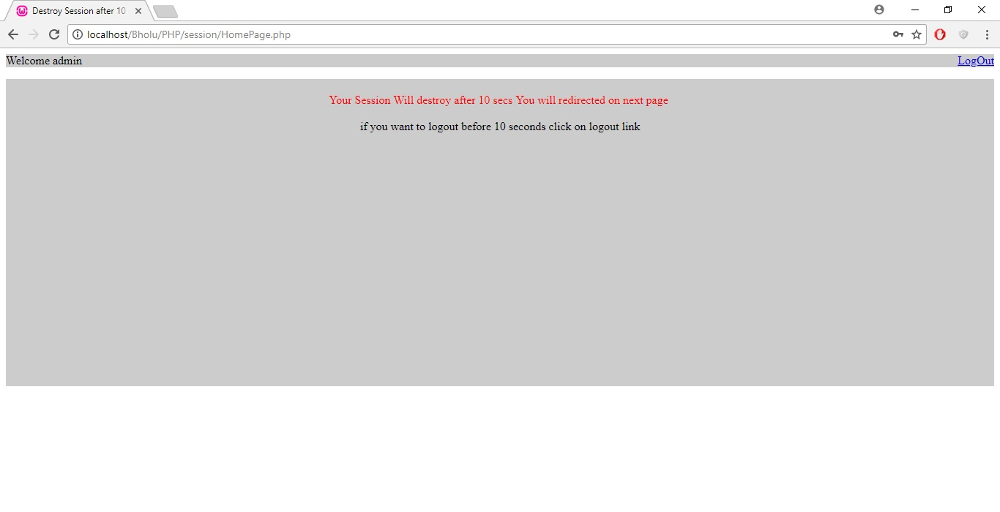 Destroy Session after 10
localhost/Bholu/PHP/session/HomePage.php
Welcome admin
LogOut
Your Session Will destroy after 10 secs You will redirected on next page
if you want to logout before 10 seconds click on logout link